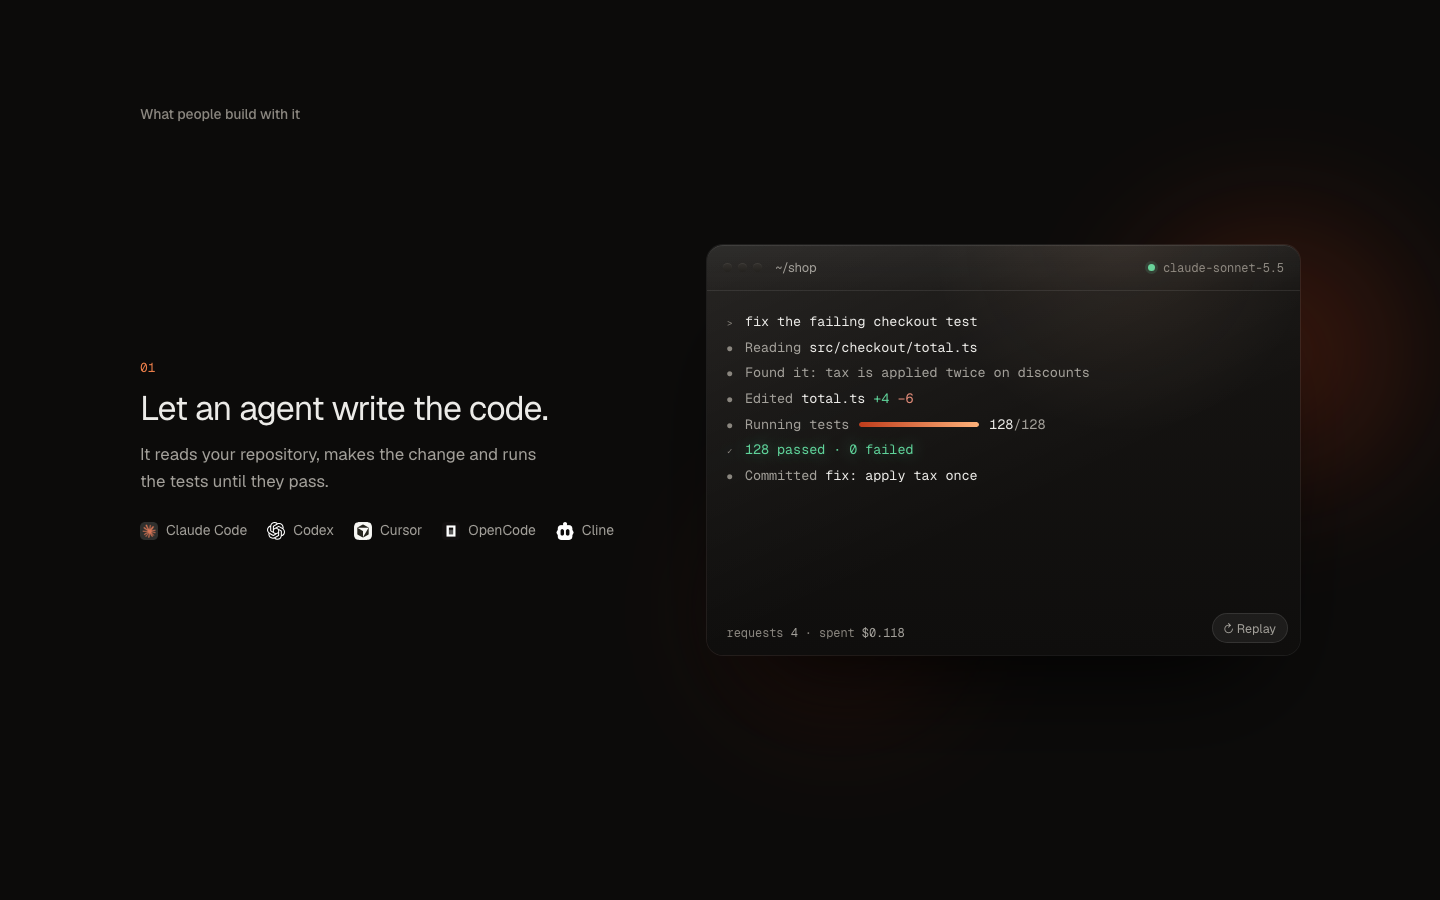 What people build with it
01
Let an agent write the code.
It reads your repository, makes the change and runs
the tests until they pass.
Claude Code Codex Cursor OpenCode Cline
~/shop claude-sonnet-5.5
> fix the failing checkout test
● Reading src/checkout/total.ts
● Found it: tax is applied twice on discounts
● Edited total.ts +4 −6
● Running tests 128/128
✓ 128 passed · 0 failed
● Committed fix: apply tax once
requests 4 · spent $0.118
↻ Replay